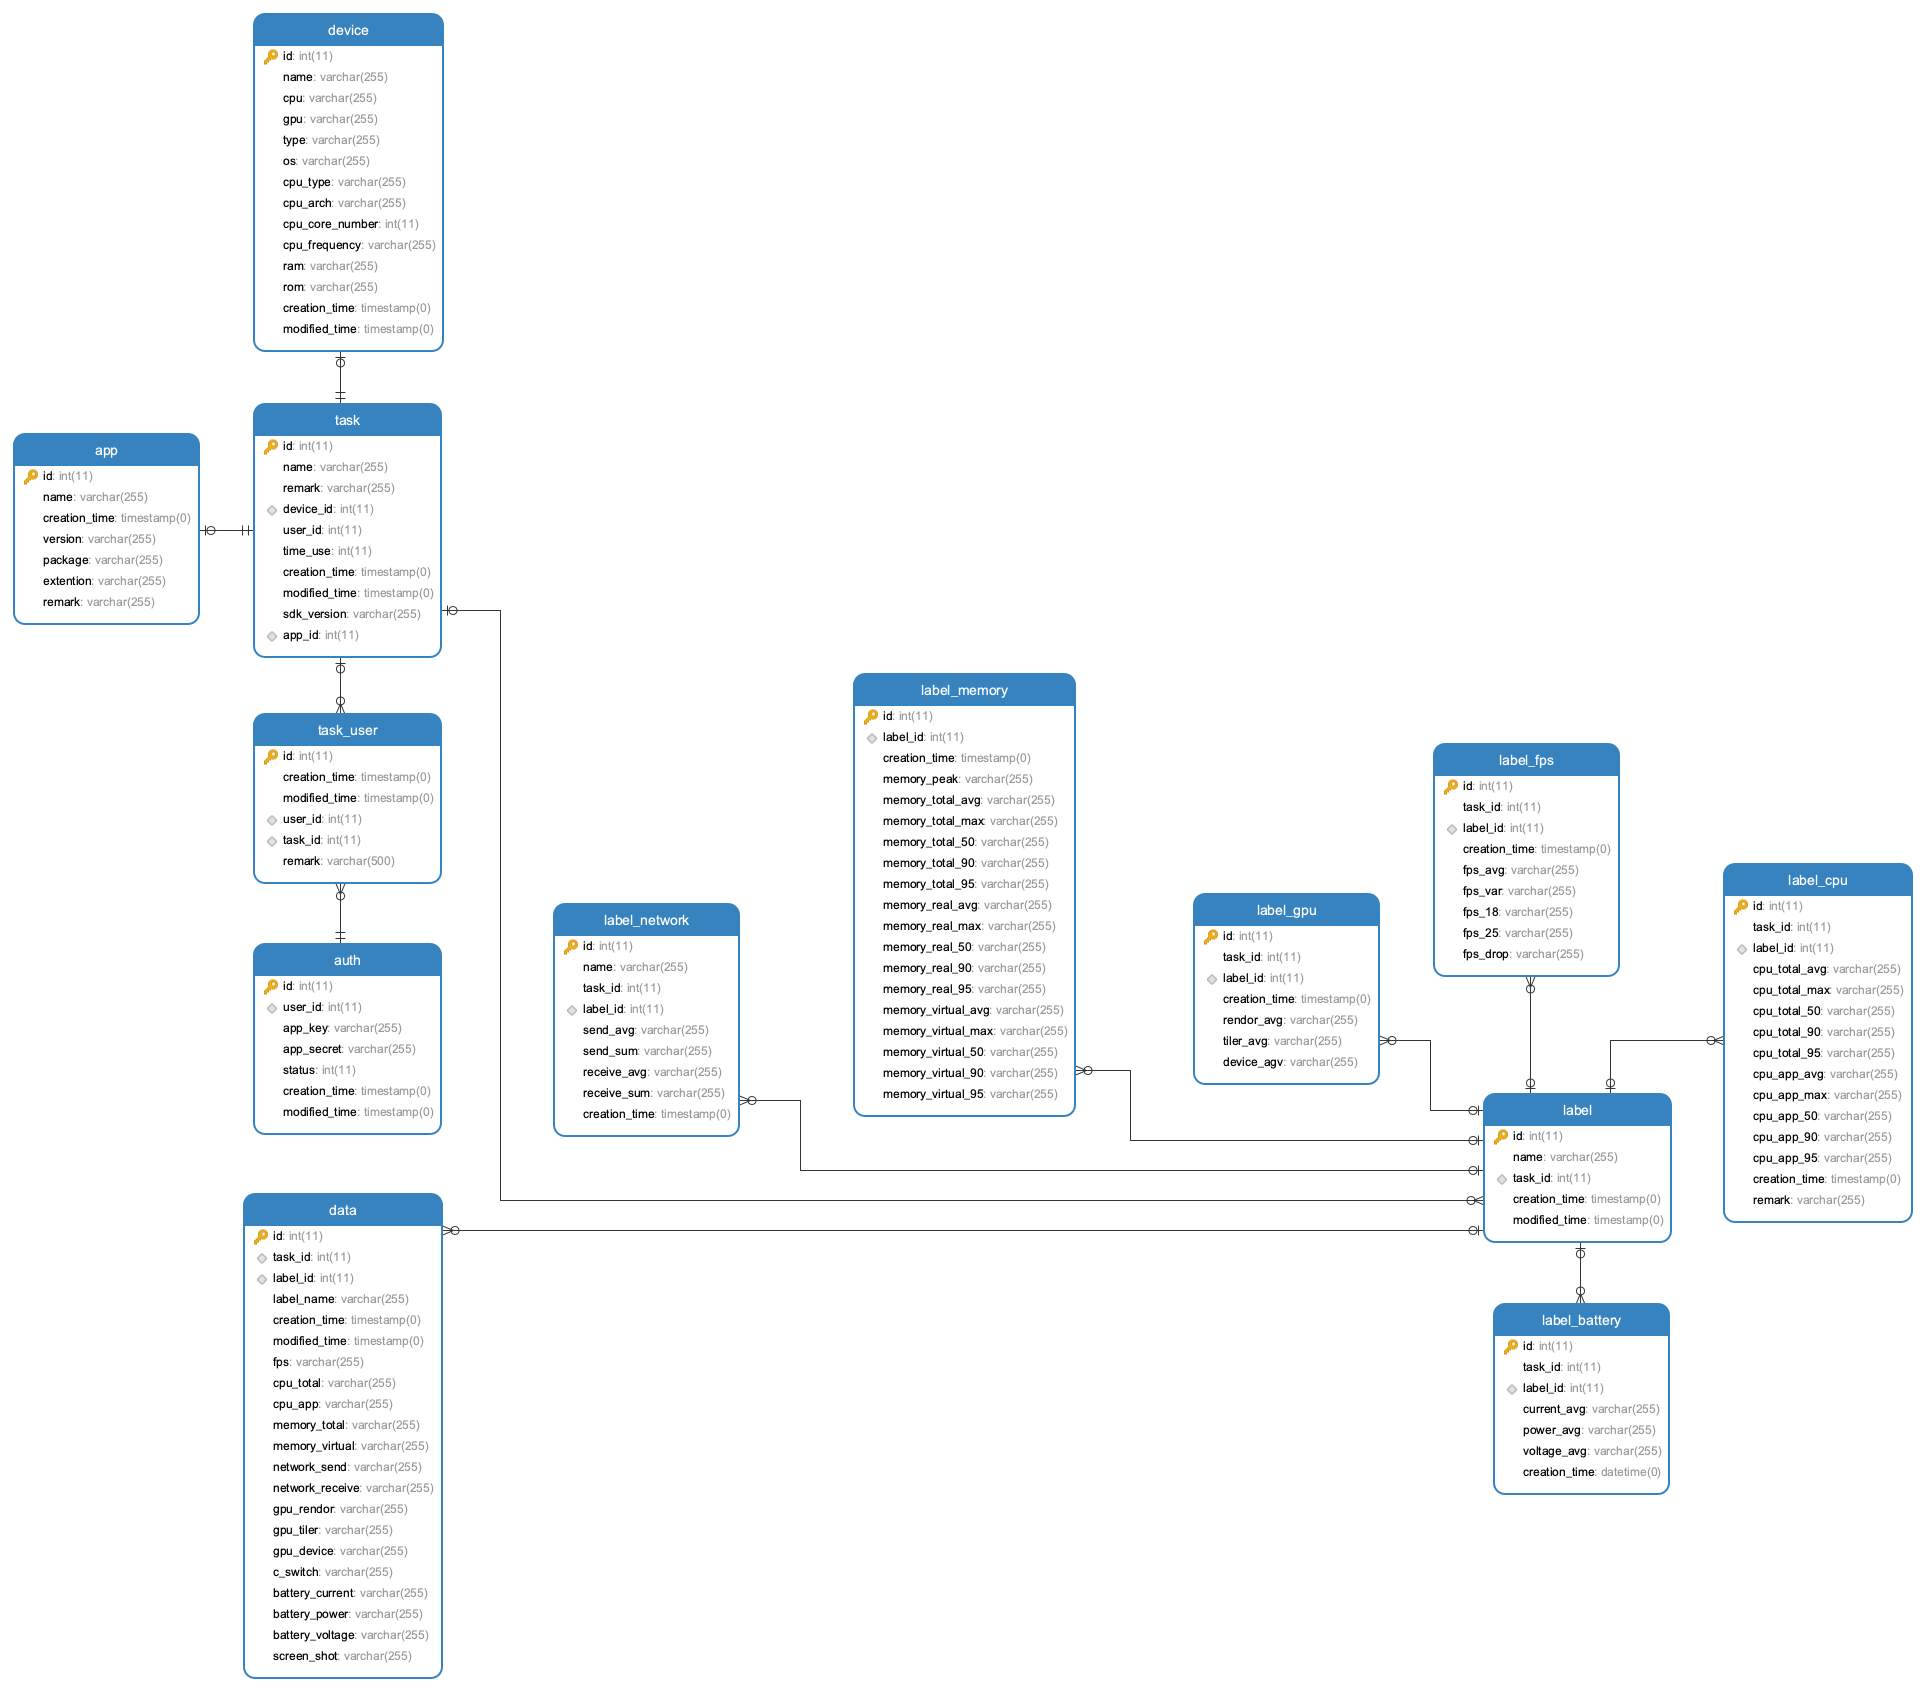 device
id: int(11)
name: varchar(255)
cpu: varchar(255)
gpu: varchar(255)
type: varchar(255)
os: varchar(255)
cpu_type: varchar(255)
cpu_arch: varchar(255)
cpu_core_number: int(11)
cpu_frequency: varchar(255)
ram: varchar(255)
rom: varchar(255)
creation_time: timestamp(0)
modified_time: timestamp(0)
app
id: int(11)
name: varchar(255)
creation_time: timestamp(0)
version: varchar(255)
package: varchar(255)
extention: varchar(255)
remark: varchar(255)
task
id: int(11)
name: varchar(255)
remark: varchar(255)
device_id: int(11)
user_id: int(11)
time_use: int(11)
creation_time: timestamp(0)
modified_time: timestamp(0)
sdk_version: varchar(255)
app_id: int(11)
task_user
id: int(11)
creation_time: timestamp(0)
modified_time: timestamp(0)
user_id: int(11)
task_id: int(11)
remark: varchar(500)
auth
id: int(11)
user_id: int(11)
app_key: varchar(255)
app_secret: varchar(255)
status: int(11)
creation_time: timestamp(0)
modified_time: timestamp(0)
data
id: int(11)
task_id: int(11)
label_id: int(11)
label_name: varchar(255)
creation_time: timestamp(0)
modified_time: timestamp(0)
fps: varchar(255)
cpu_total: varchar(255)
cpu_app: varchar(255)
memory_total: varchar(255)
memory_virtual: varchar(255)
network_send: varchar(255)
network_receive: varchar(255)
gpu_rendor: varchar(255)
gpu_tiler: varchar(255)
gpu_device: varchar(255)
c_switch: varchar(255)
battery_current: varchar(255)
battery_power: varchar(255)
battery_voltage: varchar(255)
screen_shot: varchar(255)
label_network
id: int(11)
name: varchar(255)
task_id: int(11)
label_id: int(11)
send_avg: varchar(255)
send_sum: varchar(255)
receive_avg: varchar(255)
receive_sum: varchar(255)
creation_time: timestamp(0)
label_memory
id: int(11)
label_id: int(11)
creation_time: timestamp(0)
memory_peak: varchar(255)
memory_total_avg: varchar(255)
memory_total_max: varchar(255)
memory_total_50: varchar(255)
memory_total_90: varchar(255)
memory_total_95: varchar(255)
memory_real_avg: varchar(255)
memory_real_max: varchar(255)
memory_real_50: varchar(255)
memory_real_90: varchar(255)
memory_real_95: varchar(255)
memory_virtual_avg: varchar(255)
memory_virtual_max: varchar(255)
memory_virtual_50: varchar(255)
memory_virtual_90: varchar(255)
memory_virtual_95: varchar(255)
label_gpu
id: int(11)
task_id: int(11)
label_id: int(11)
creation_time: timestamp(0)
rendor_avg: varchar(255)
tiler_avg: varchar(255)
device_agv: varchar(255)
label_fps
id: int(11)
task_id: int(11)
label_id: int(11)
creation_time: timestamp(0)
fps_avg: varchar(255)
fps_var: varchar(255)
fps_18: varchar(255)
fps_25: varchar(255)
fps_drop: varchar(255)
label_cpu
id: int(11)
task_id: int(11)
label_id: int(11)
cpu_total_avg: varchar(255)
cpu_total_max: varchar(255)
cpu_total_50: varchar(255)
cpu_total_90: varchar(255)
cpu_total_95: varchar(255)
cpu_app_avg: varchar(255)
cpu_app_max: varchar(255)
cpu_app_50: varchar(255)
cpu_app_90: varchar(255)
cpu_app_95: varchar(255)
creation_time: timestamp(0)
remark: varchar(255)
label
id: int(11)
name: varchar(255)
task_id: int(11)
creation_time: timestamp(0)
modified_time: timestamp(0)
label_battery
id: int(11)
task_id: int(11)
label_id: int(11)
current_avg: varchar(255)
power_avg: varchar(255)
voltage_avg: varchar(255)
creation_time: datetime(0)